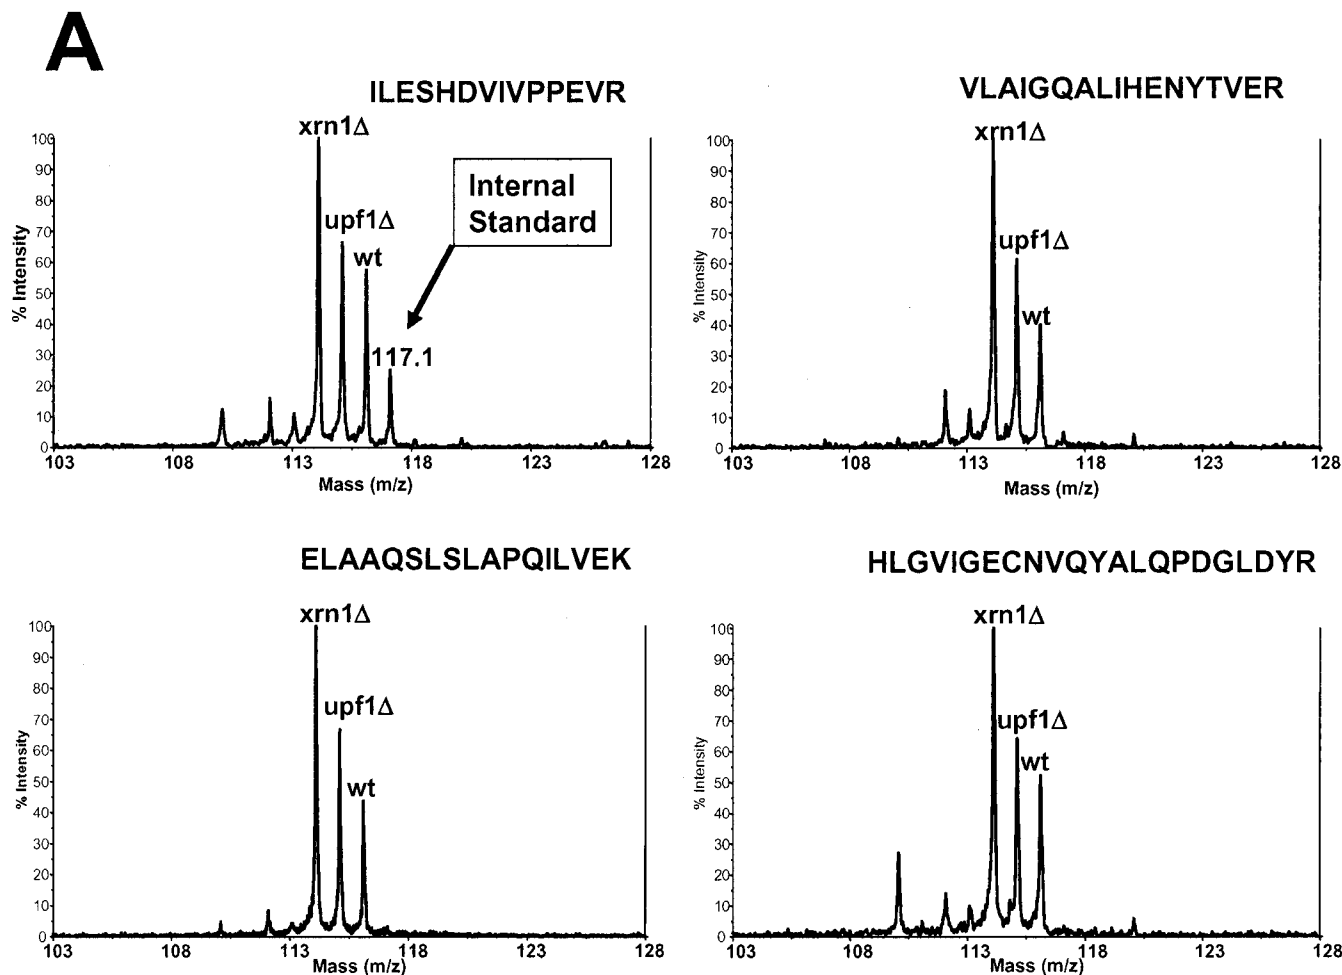 A
ILESHDVIVPPEVR
xrn1Δ
upf1Δ
wt
117.1
Internal
Standard
100
90
80
70
60
50
40
30
20
10
0
% Intensity
103
108
113
118
123
128
Mass (m/z)
VLAIGQALIHENYTVER
xrn1Δ
upf1Δ
wt
100
90
80
70
60
50
40
30
20
10
0
% Intensity
103
108
113
118
123
128
Mass (m/z)
ELAAQSLSLAPQILVEK
xrn1Δ
upf1Δ
wt
100
90
80
70
60
50
40
30
20
10
0
% Intensity
103
108
113
118
123
128
Mass (m/z)
HLGVIGECNVQYALQPDGLDYR
xrn1Δ
upf1Δ
wt
100
90
80
70
60
50
40
30
20
10
0
% Intensity
103
108
113
118
123
128
Mass (m/z)